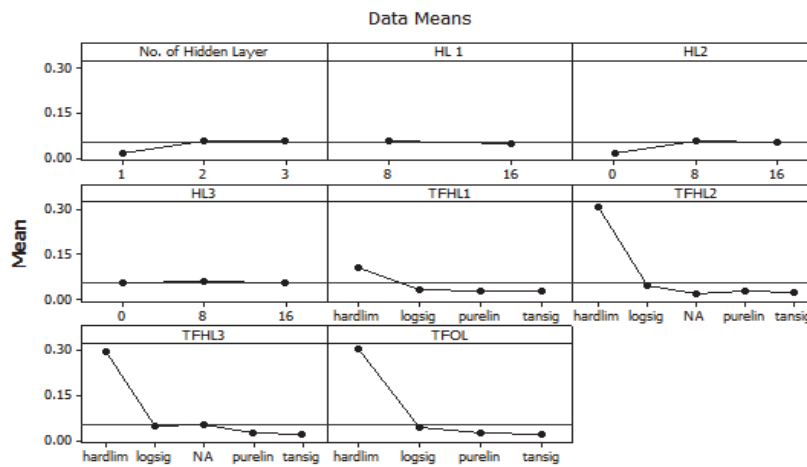 Data Means
No. of Hidden Layer HL 1 HL2
0.30
0.15
0.00
1 2 3 8 16 0 8 16
HL3 TFHL1 TFHL2
Mean
0.30
0.15
0.00
0 8 16 hardlim logsig purelin tansig hardlim logsig NA purelin tansig
TFHL3 TFOL
0.30
0.15
0.00
hardlim logsig NA purelin tansig hardlim logsig purelin tansig